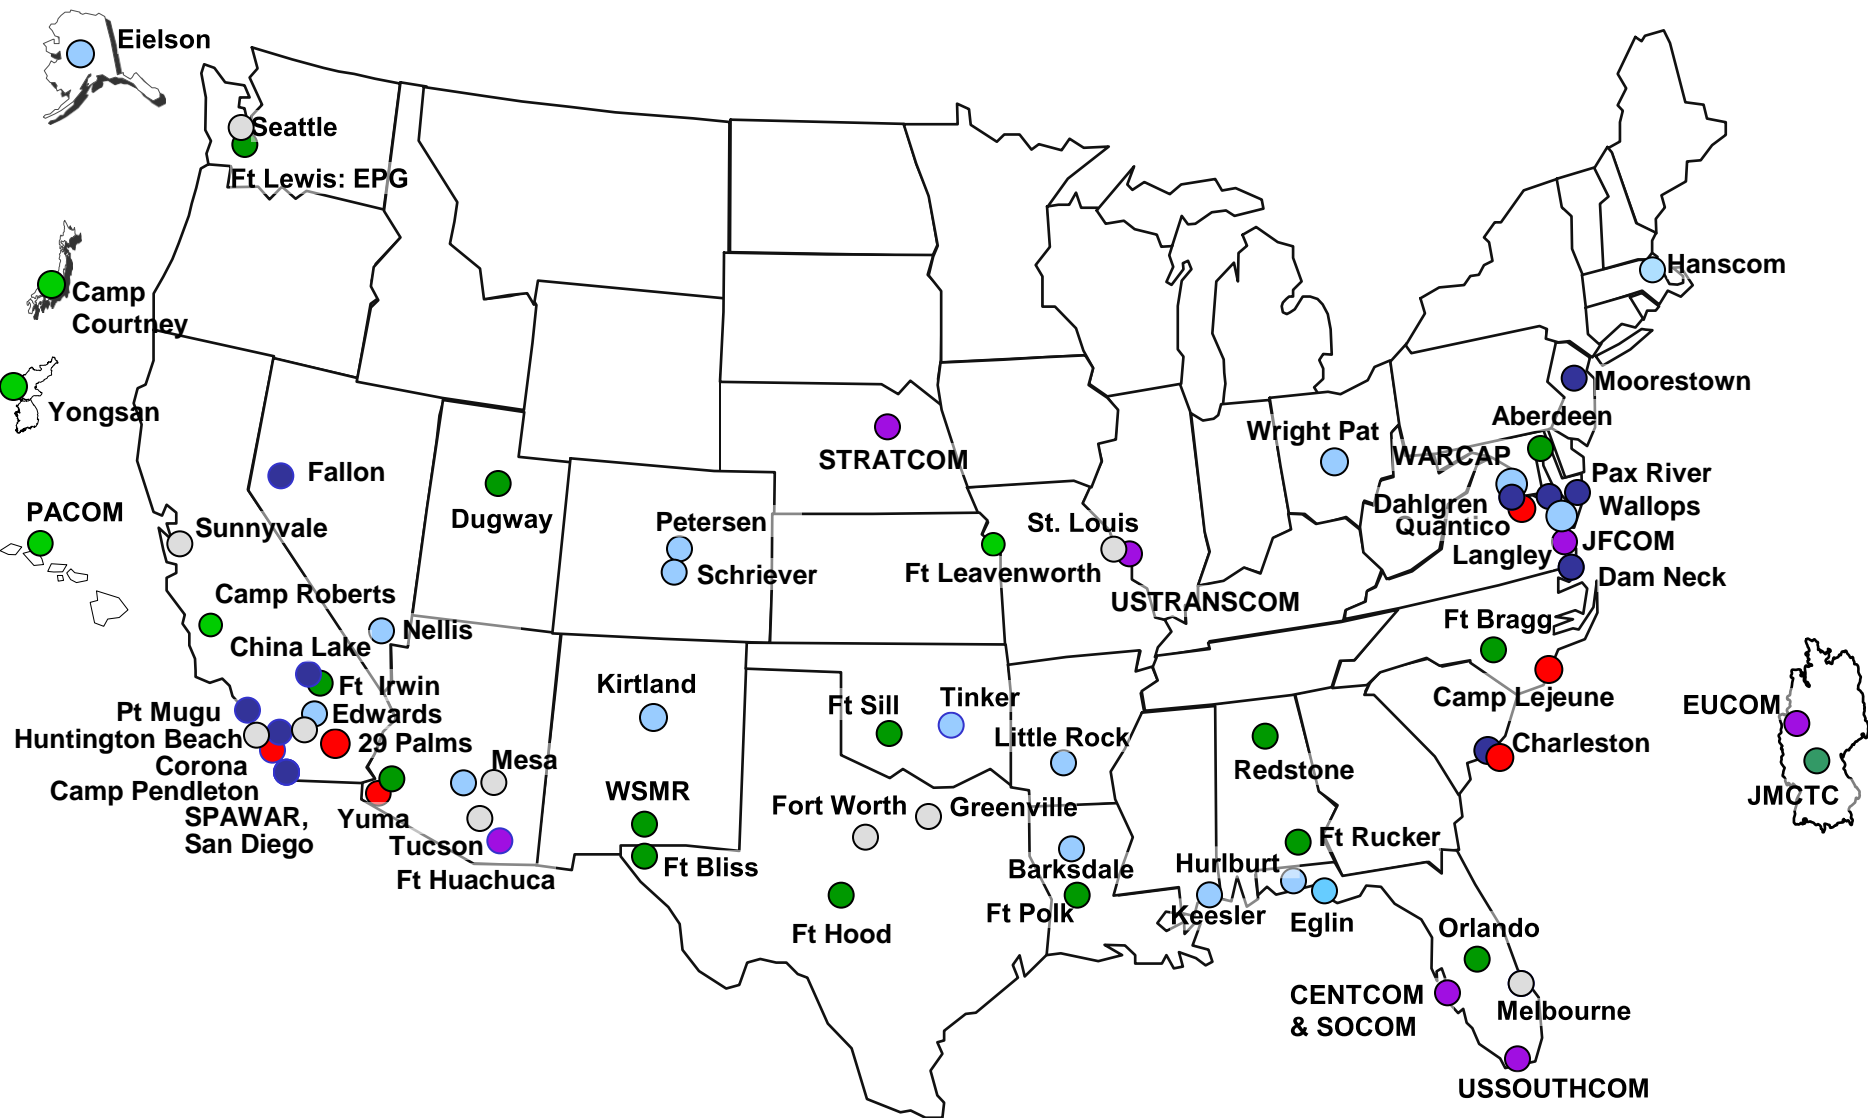 Eielson
Seattle
Ft Lewis: EPG
Camp
Courtney
Yongsan
PACOM
Sunnyvale
Fallon
Dugway
Camp Roberts
China Lake
Nellis
Ft  Irwin
Edwards
Pt Mugu
Huntington Beach
Corona
Camp Pendleton
SPAWAR,
San Diego
29 Palms
Yuma
Mesa
Tucson
Ft Huachuca
STRATCOM
Petersen
Schriever
Kirtland
WSMR
Ft Bliss
Ft Sill
Tinker
Fort Worth
Greenville
Ft Hood
St. Louis
Ft Leavenworth
USTRANSCOM
Little Rock
Barksdale
Ft Polk
Redstone
Ft Rucker
Hurlburt
Keesler
Eglin
Orlando
CENTCOM
& SOCOM
Melbourne
USSOUTHCOM
Hanscom
Moorestown
Aberdeen
Wright Pat
WARCAP
Pax River
Dahlgren
Wallops
Quantico
JFCOM
Langley
Dam Neck
Ft Bragg
Camp Lejeune
Charleston
EUCOM
JMCTC